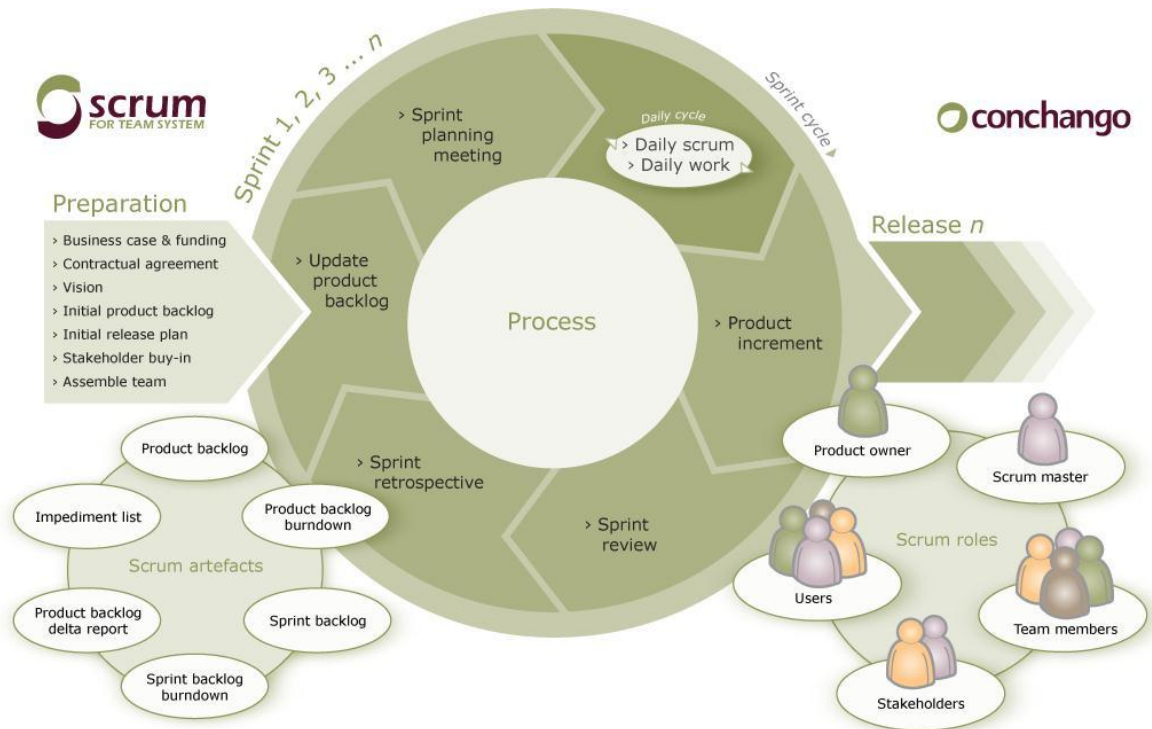 scrum
FOR TEAM SYSTEM
conchango
Sprint 1, 2, 3 ... n
Sprint cycle
Preparation
› Business case & funding
› Contractual agreement
› Vision
› Initial product backlog
› Initial release plan
› Stakeholder buy-in
› Assemble team
› Sprint
planning
meeting
Daily cycle
› Daily scrum
› Daily work
› Update
product
backlog
Process
› Product
increment
› Sprint
retrospective
› Sprint
review
Release n
Product backlog
Impediment list
Product backlog
burndown
Scrum artefacts
Product backlog
delta report
Sprint backlog
Sprint backlog
burndown
Product owner
Scrum master
Scrum roles
Users
Team members
Stakeholders